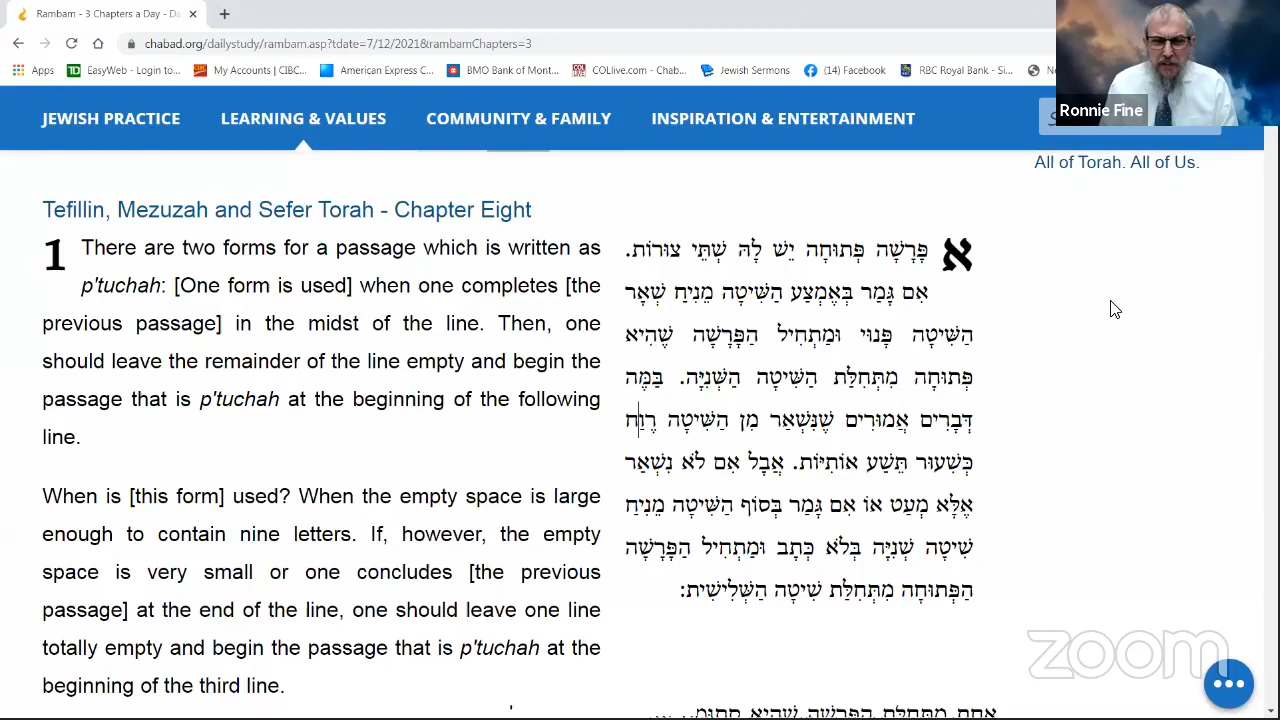 Rambam - 3 Chapters a Day - Da
chabad.org/dailystudy/rambam.asp?tdate=7/12/2021&rambamChapters=3
Apps EasyWeb - Login to... My Accounts | CIBC... American Express C... BMO Bank of Mont... COLlive.com - Chab... Jewish Sermons (14) Facebook RBC Royal Bank - Si...
Ronnie Fine
JEWISH PRACTICE LEARNING & VALUES COMMUNITY & FAMILY INSPIRATION & ENTERTAINMENT
All of Torah. All of Us.
Tefillin, Mezuzah and Sefer Torah - Chapter Eight
1 There are two forms for a passage which is written as
p'tuchah: [One form is used] when one completes [the
previous passage] in the midst of the line. Then, one
should leave the remainder of the line empty and begin the
passage that is p'tuchah at the beginning of the following
line.
When is [this form] used? When the empty space is large
enough to contain nine letters. If, however, the empty
space is very small or one concludes [the previous
passage] at the end of the line, one should leave one line
totally empty and begin the passage that is p'tuchah at the
beginning of the third line.
א פָּרָשָׁה פְּתוּחָה יֵשׁ לָהּ שְׁתֵּי צוּרוֹת.
אִם גָּמַר בְּאֶמְצַע הַשִּׁיטָה מֵנִיחַ שְׁאָר
הַשִּׁיטָה פָּנוּי וּמַתְחִיל הַפָּרָשָׁה שֶׁהִיא
פְּתוּחָה מִתְּחִלַּת הַשִּׁיטָה הַשְּׁנִיָּה. בַּמֶּה
דְּבָרִים אֲמוּרִים שֶׁנִּשְׁאַר מִן הַשִּׁיטָה רֶוַח
כְּשִׁעוּר תֵּשַׁע אוֹתִיּוֹת. אֲבָל אִם לֹא נִשְׁאַר
אֶלָּא מְעַט אוֹ אִם גָּמַר בְּסוֹף הַשִּׁיטָה מֵנִיחַ
שִׁיטָה שְׁנִיָּה בְּלֹא כְּתָב וּמַתְחִיל הַפָּרָשָׁה
הַפְּתוּחָה מִתְּחִלַּת שִׁיטָה הַשְּׁלִישִׁית:
zoom